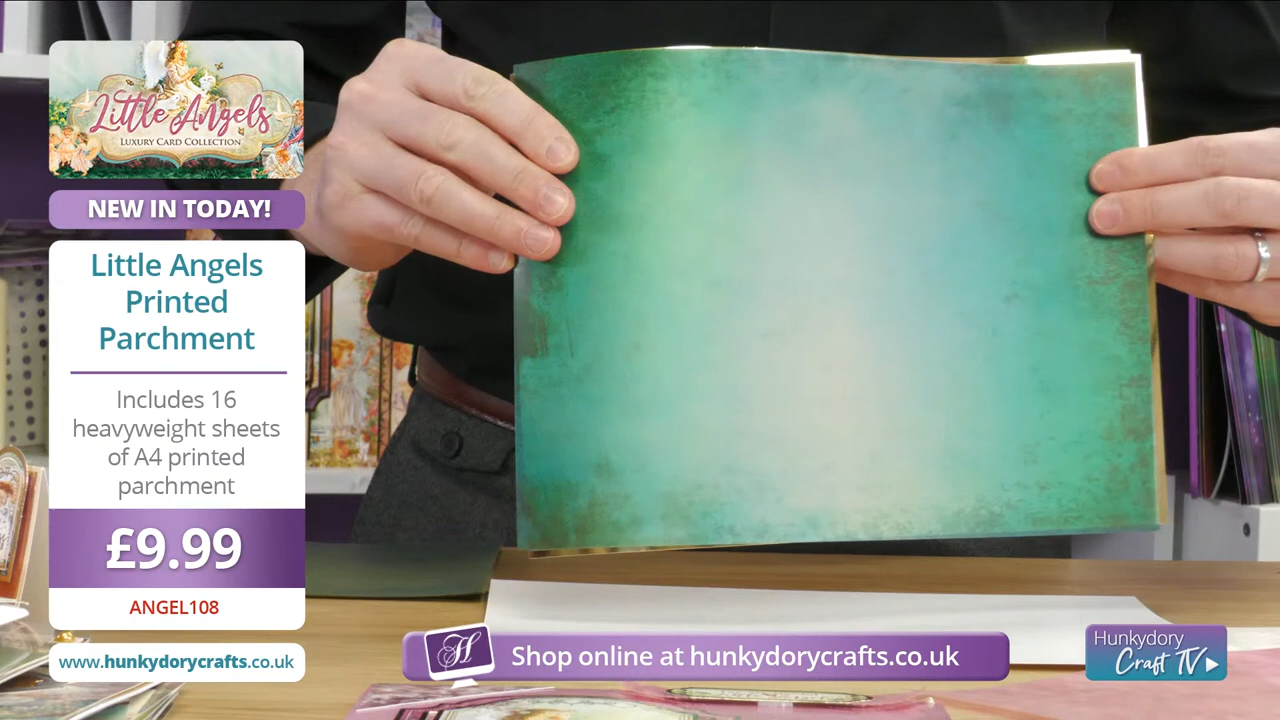 Little Angels
LUXURY CARD COLLECTION
NEW IN TODAY!
Little Angels
Printed
Parchment
Includes 16
heavyweight sheets
of A4 printed
parchment
£9.99
ANGEL108
www.hunkydorycrafts.co.uk
H
Shop online at hunkydorycrafts.co.uk
Hunkydory
Craft TV